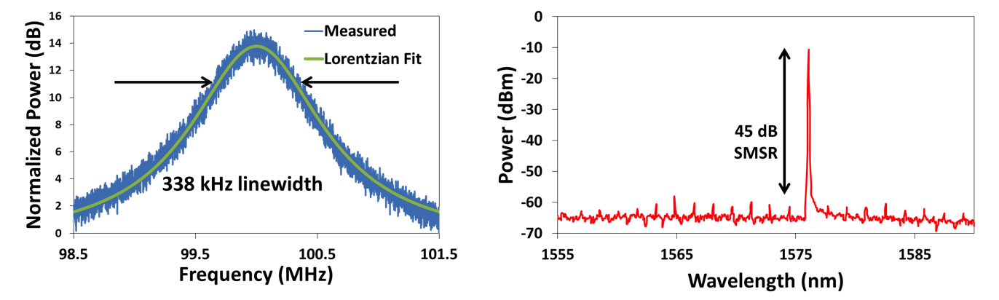 Normalized Power (dB)
16
14
12
10
8
6
4
2
0
Measured
Lorentzian Fit
338 kHz linewidth
98.5
99.5
100.5
101.5
Frequency (MHz)
Power (dBm)
0
-10
-20
-30
-40
-50
-60
-70
45 dB
SMSR
1555
1565
1575
1585
Wavelength (nm)